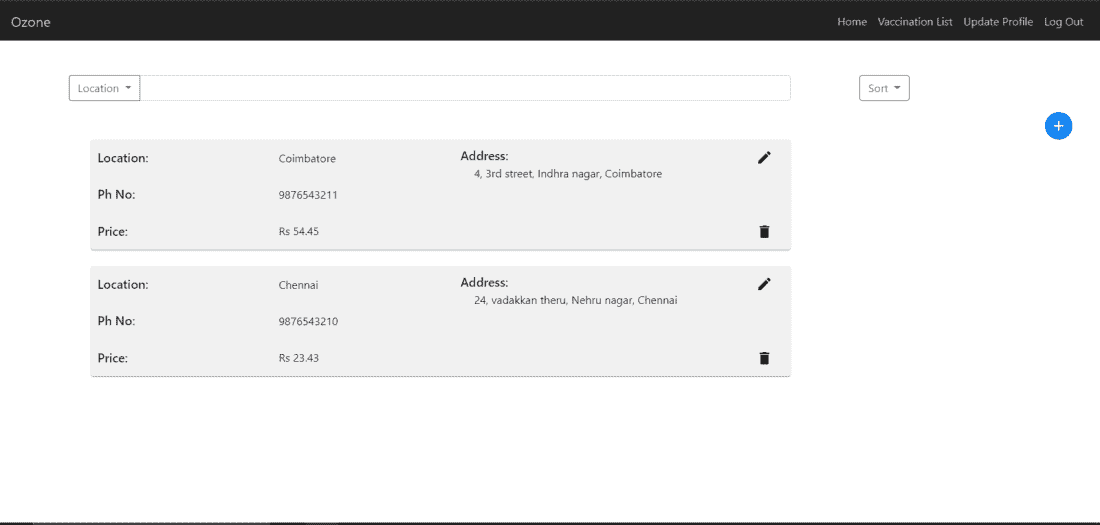 Ozone Home Vaccination List Update Profile Log Out
Location Sort
+
Location: Coimbatore Address:
4, 3rd street, Indhra nagar, Coimbatore
Ph No: 9876543211
Price: Rs 54.45
Location: Chennai Address:
24, vadakkan theru, Nehru nagar, Chennai
Ph No: 9876543210
Price: Rs 23.43